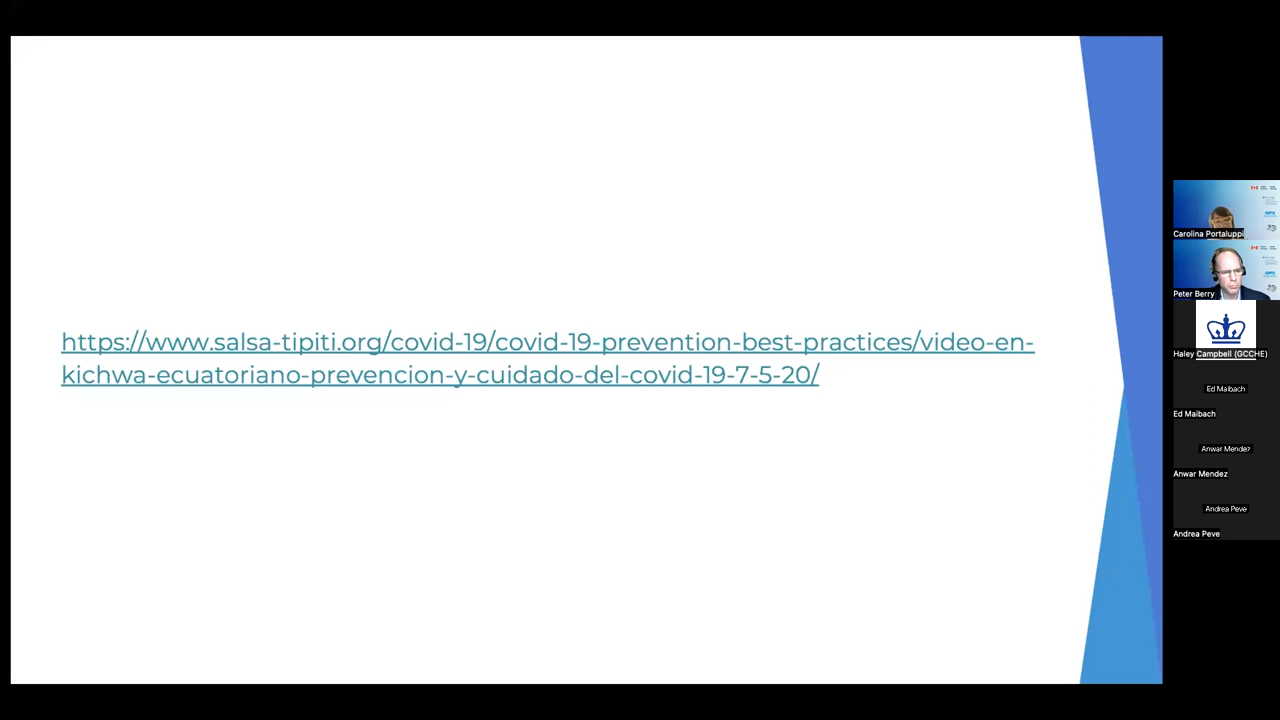 https://www.salsa-tipiti.org/covid-19/covid-19-prevention-best-practices/video-en-
kichwa-ecuatoriano-prevencion-y-cuidado-del-covid-19-7-5-20/
Carolina Portaluppi
Peter Berry
Haley Campbell (GCCHE)
Ed Maibach
Ed Maibach
Anwar Mendez
Anwar Mendez
Andrea Peve
Andrea Peve